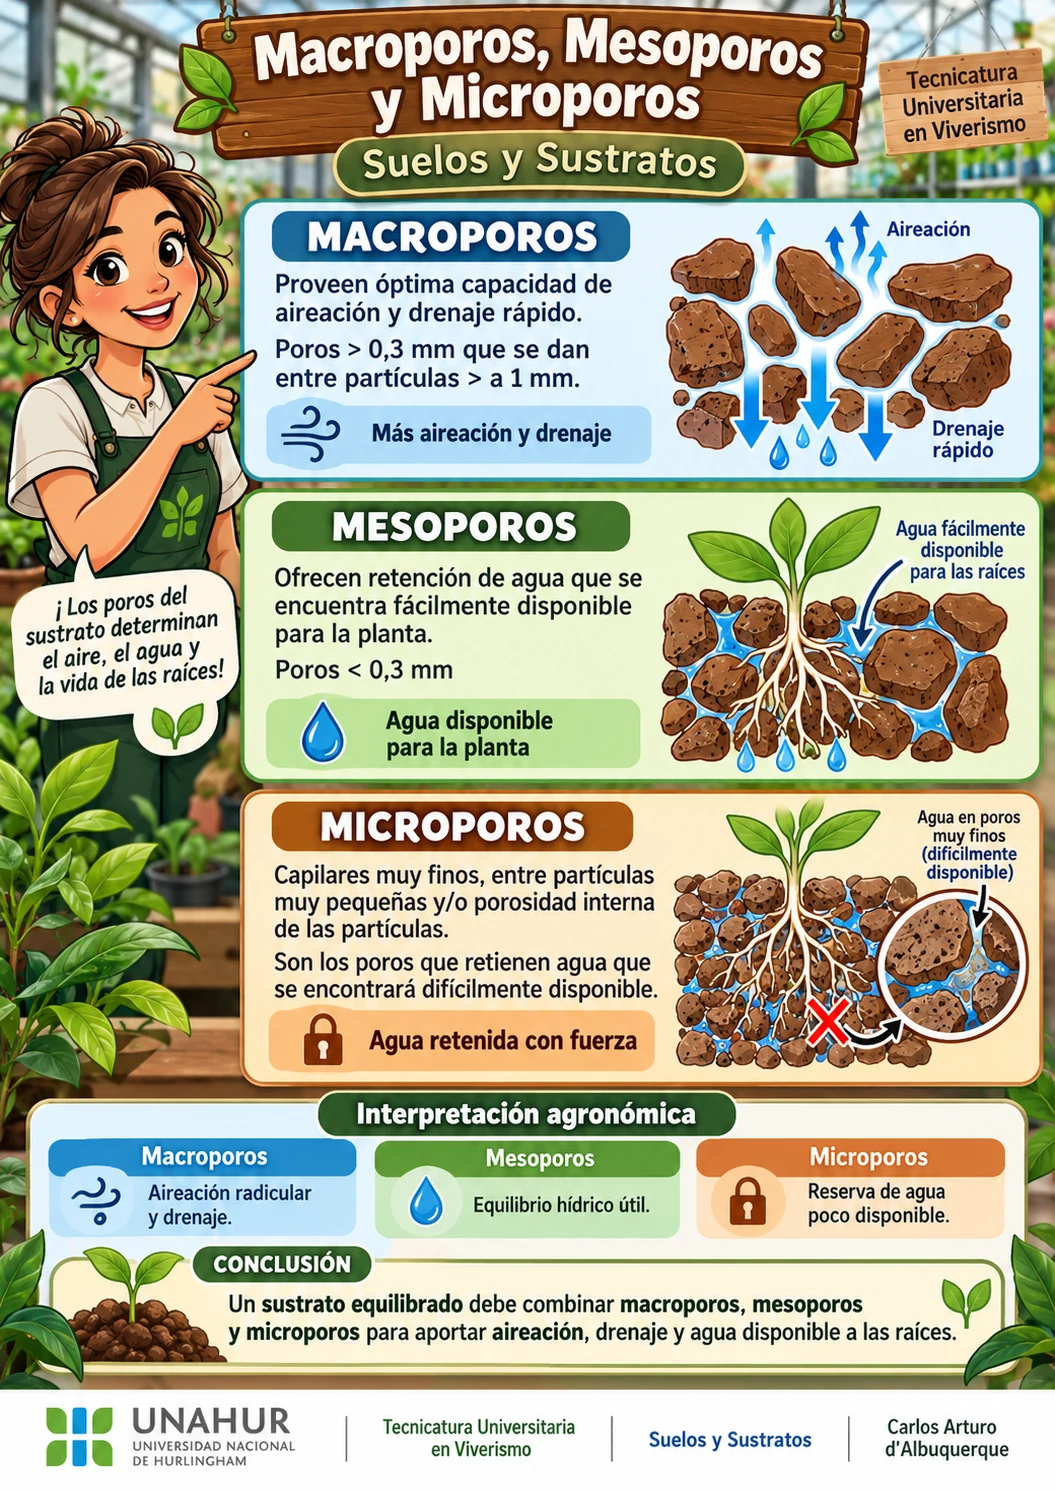 Macroporos, Mesoporos
y Microporos
Suelos y Sustratos
Tecnicatura
Universitaria
en Viverismo
MACROPOROS
Proveen óptima capacidad de
aireación y drenaje rápido.
Poros > 0,3 mm que se dan
entre partículas > a 1 mm.
Más aireación y drenaje
Aireación
Drenaje
rápido
MESOPOROS
Ofrecen retención de agua que se
encuentra fácilmente disponible
para la planta.
Poros < 0,3 mm
Agua disponible
para la planta
Agua fácilmente
disponible
para las raíces
¡Los poros del
sustrato determinan
el aire, el agua y
la vida de las raíces!
MICROPOROS
Capilares muy finos, entre partículas
muy pequeñas y/o porosidad interna
de las partículas.
Son los poros que retienen agua que
se encontrará difícilmente disponible.
Agua retenida con fuerza
Agua en poros
muy finos
(difícilmente
disponible)
Interpretación agronómica
Macroporos
Aireación radicular
y drenaje.
Mesoporos
Equilibrio hídrico útil.
Microporos
Reserva de agua
poco disponible.
CONCLUSIÓN
Un sustrato equilibrado debe combinar macroporos, mesoporos
y microporos para aportar aireación, drenaje y agua disponible a las raíces.
UNAHUR
UNIVERSIDAD NACIONAL
DE HURLINGHAM
Tecnicatura Universitaria
en Viverismo
Suelos y Sustratos
Carlos Arturo
d'Albuquerque